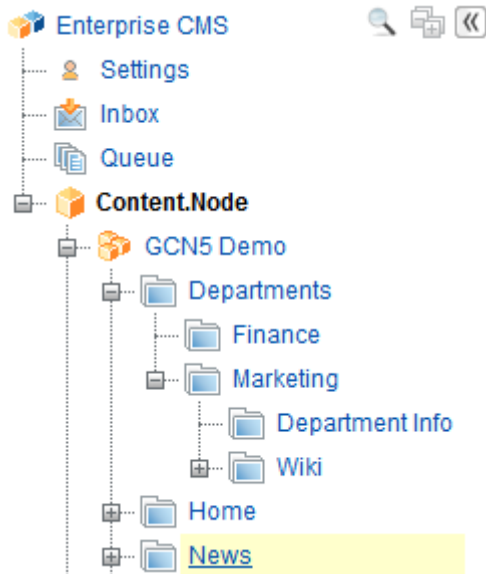 Enterprise CMS
Settings
Inbox
Queue
Content.Node
GCN5 Demo
Departments
Finance
Marketing
Department Info
Wiki
Home
News